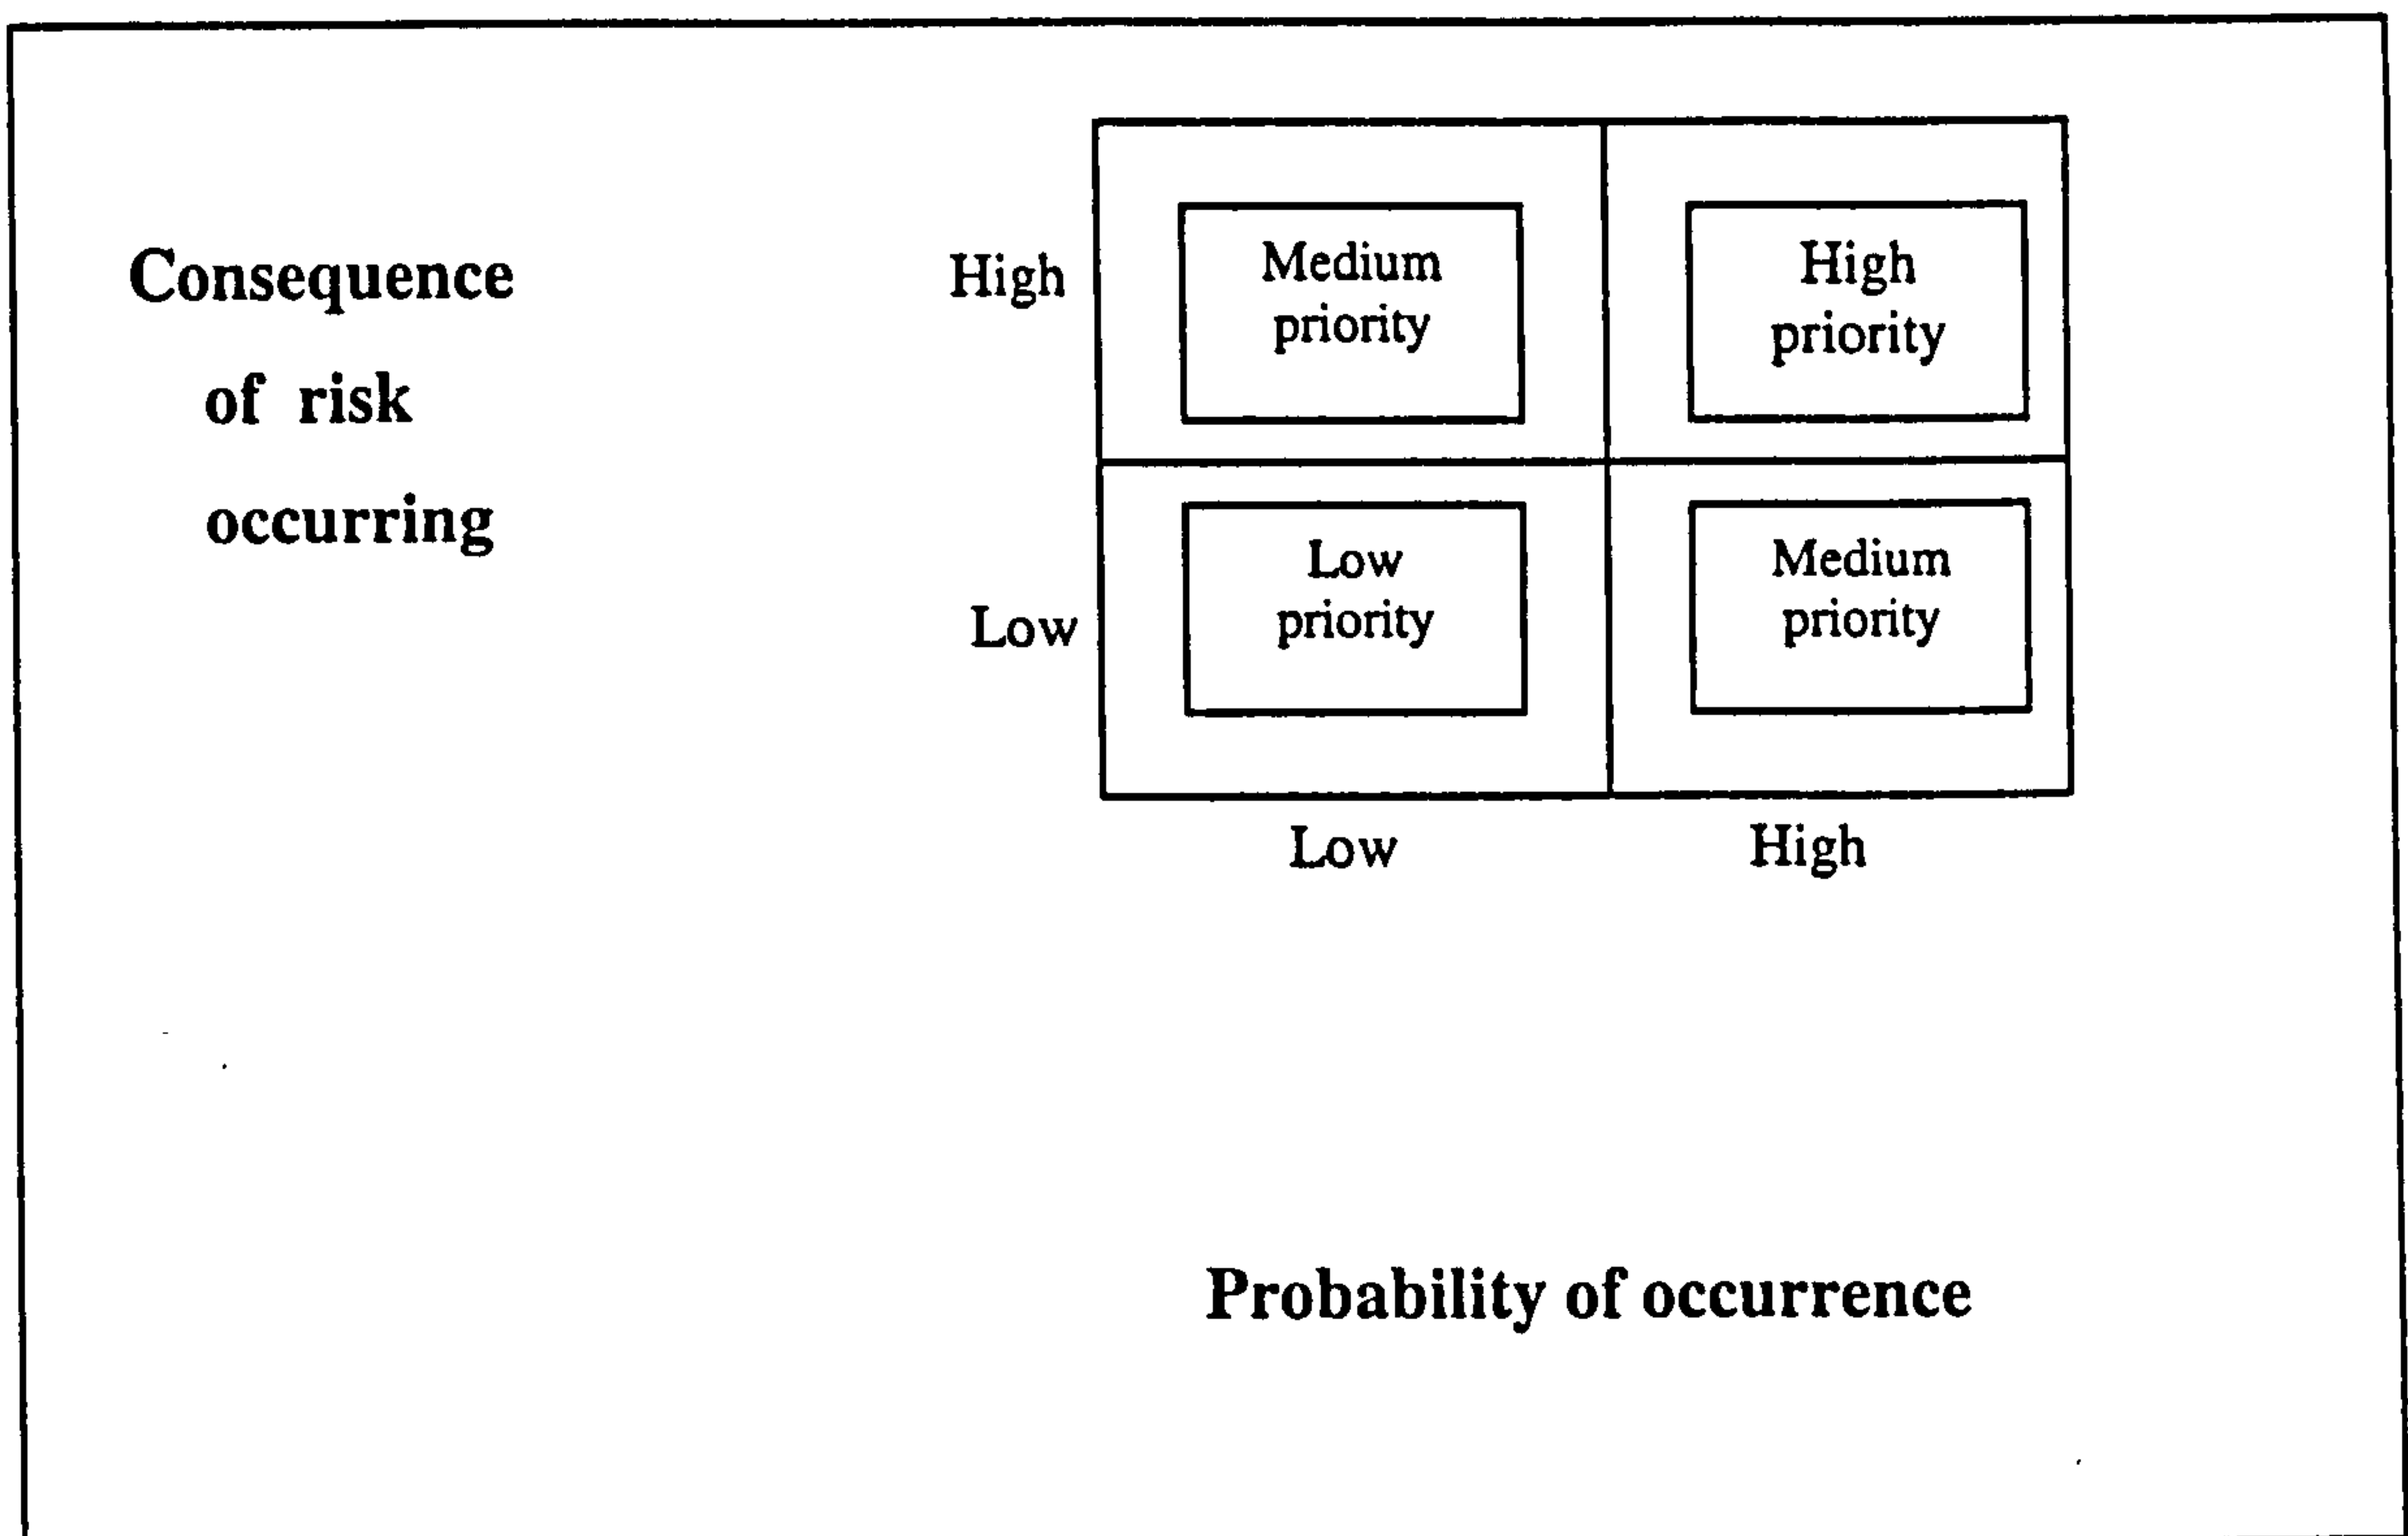 Consequence
of risk
occurring
High
Medium
priority
High
priority
Low
Low
priority
Medium
priority
Low
High
Probability of occurrence